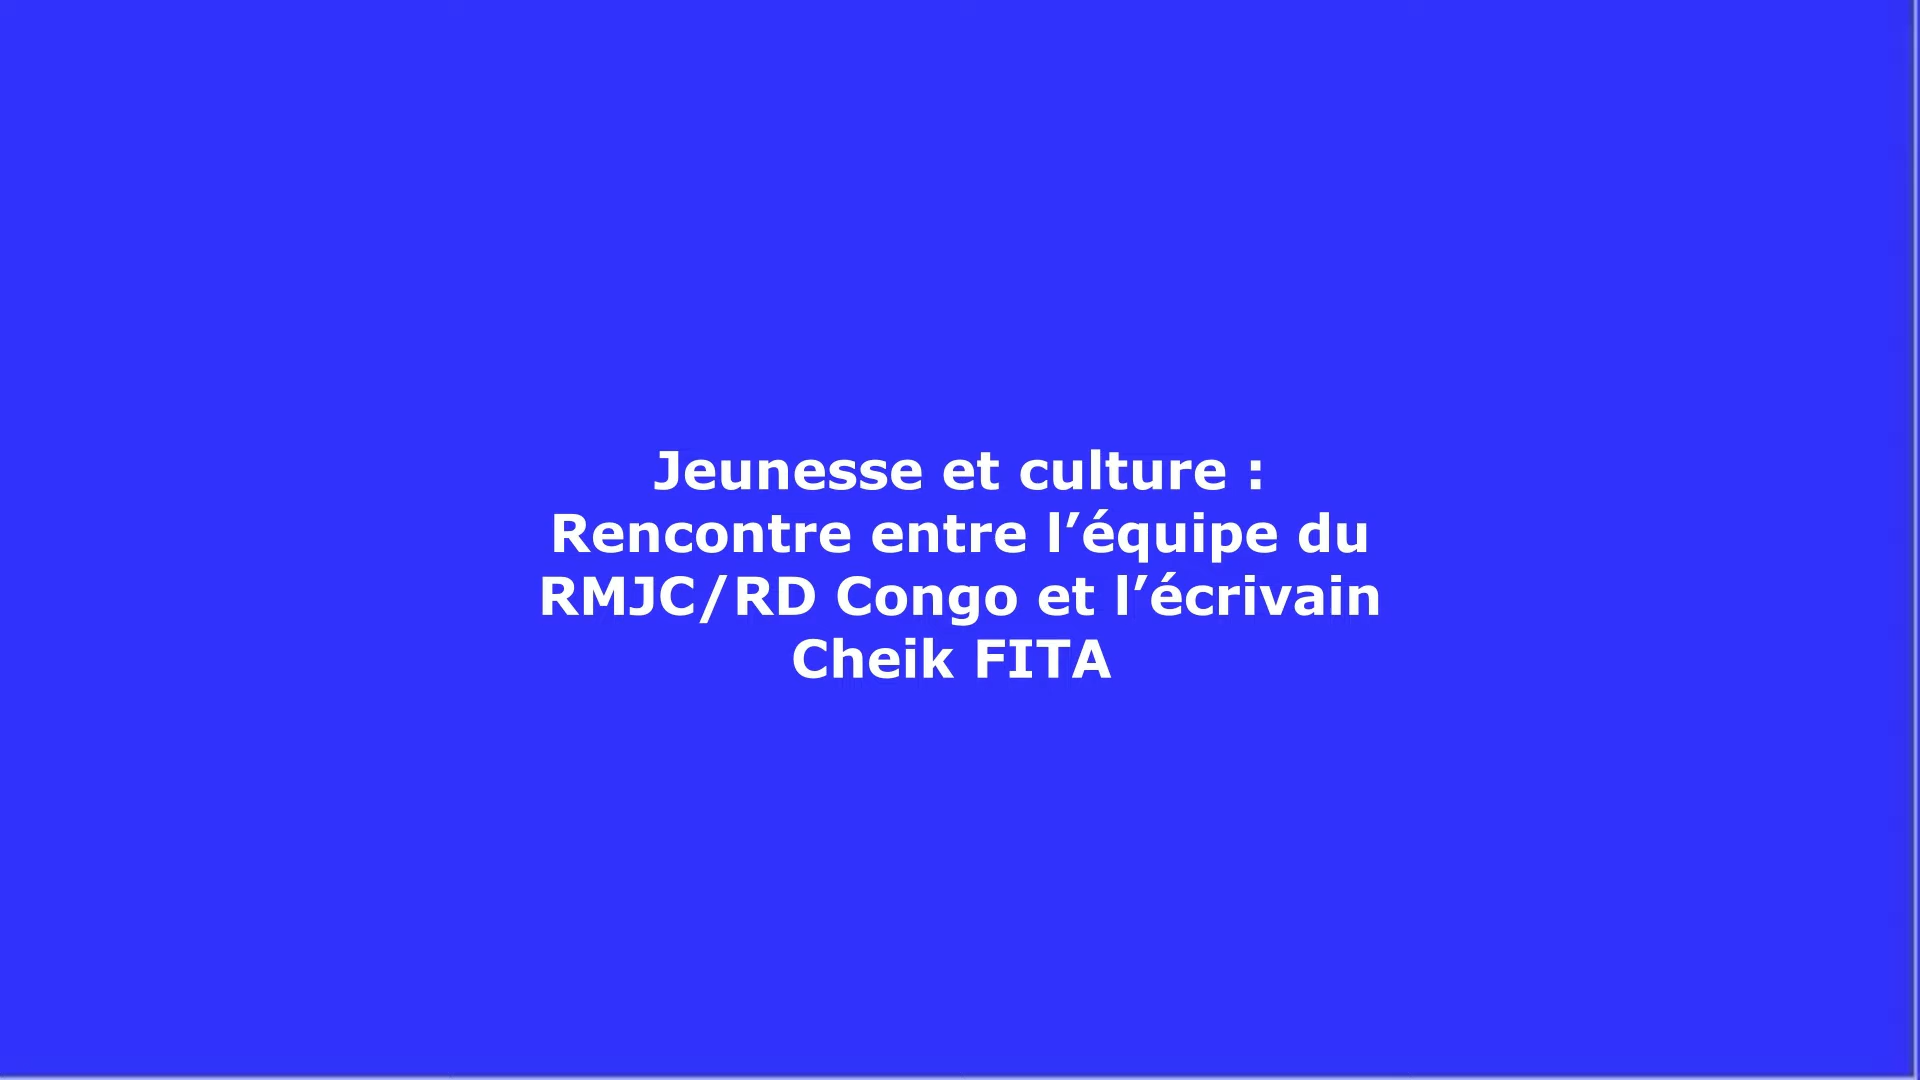 Jeunesse et culture :
Rencontre entre l’équipe du
RMJC/RD Congo et l’écrivain
Cheik FITA